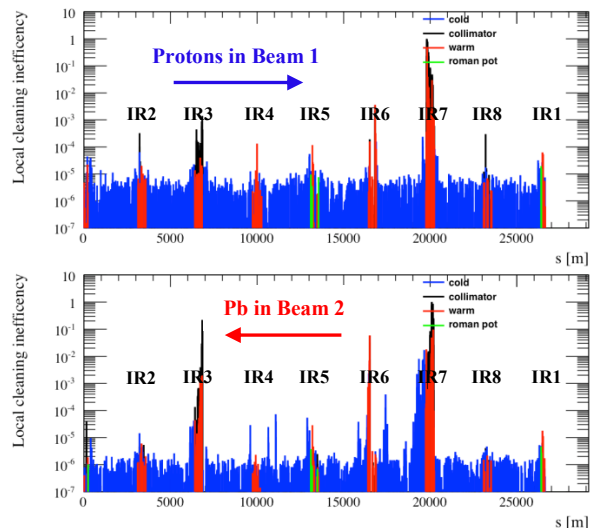 Local cleaning inefficency
10
1
10-1
10-2
10-3
10-4
10-5
10-6
10-7
cold
collimator
warm
roman pot
Protons in Beam 1
IR2 IR3 IR4 IR5 IR6 IR7 IR8 IR1
0 5000 10000 15000 20000 25000
s [m]
Local cleaning inefficency
10
1
10-1
10-2
10-3
10-4
10-5
10-6
10-7
cold
collimator
warm
roman pot
Pb in Beam 2
IR2 IR3 IR4 IR5 IR6 IR7 IR8 IR1
0 5000 10000 15000 20000 25000
s [m]